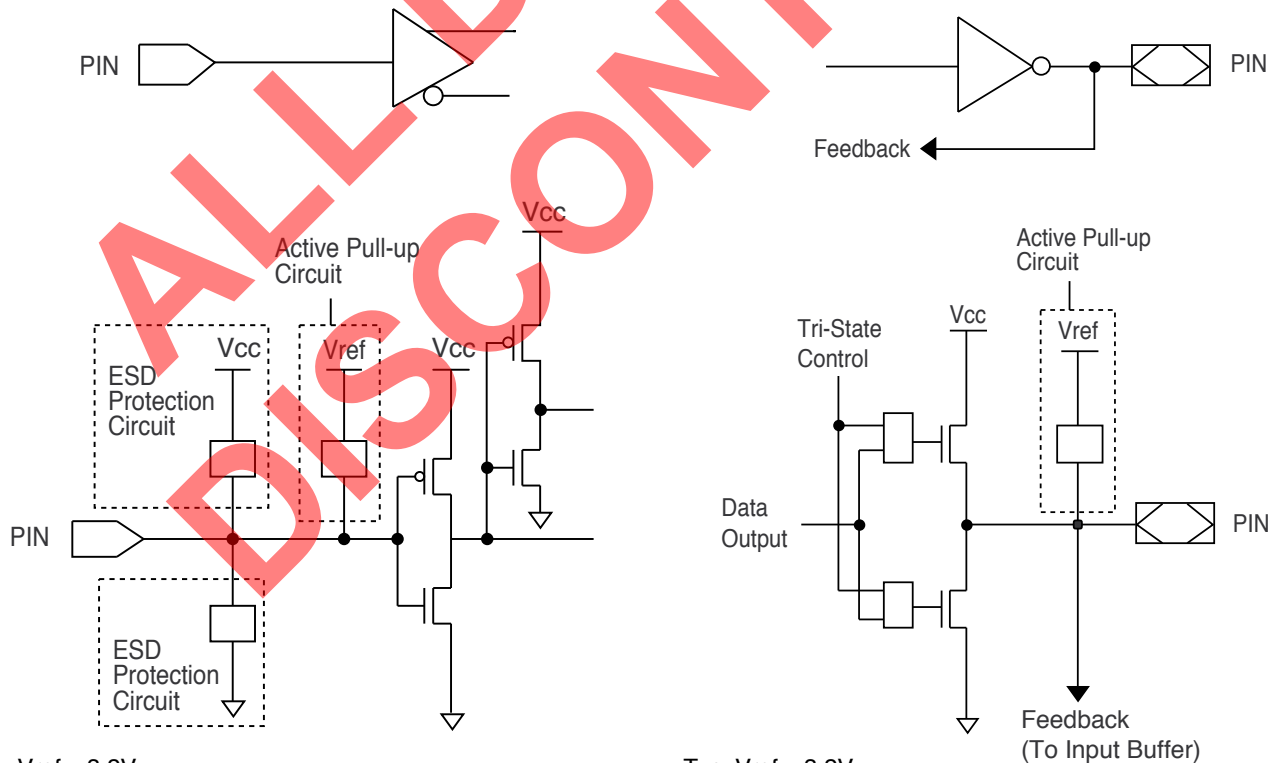 PIN
PIN
Feedback
ALL D
DISCONT
Vcc
Active Pull-up
Circuit
Vcc
Vref
Vcc
ESD
Protection
Circuit
PIN
ESD
Protection
Circuit
Active Pull-up
Circuit
Vcc
Vref
Tri-State
Control
Data
Output
PIN
Feedback
(To Input Buffer)